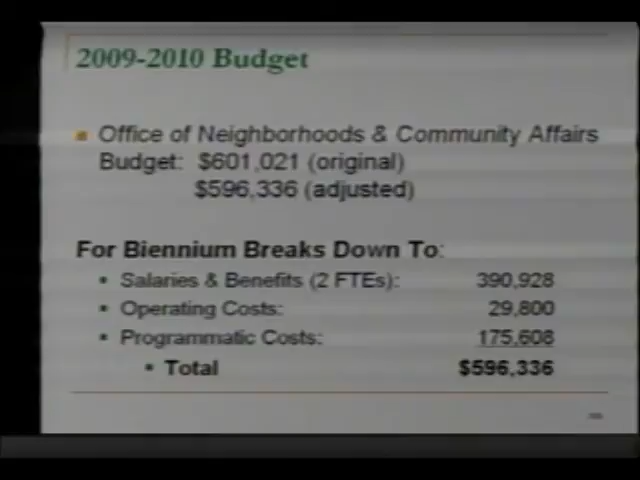 2009-2010 Budget
Office of Neighborhoods & Community Affairs
Budget: $601,021 (original)
$596,336 (adjusted)
For Biennium Breaks Down To:
Salaries & Benefits (2 FTEs): 390,928
Operating Costs: 29,800
Programmatic Costs: 175,608
Total $596,336